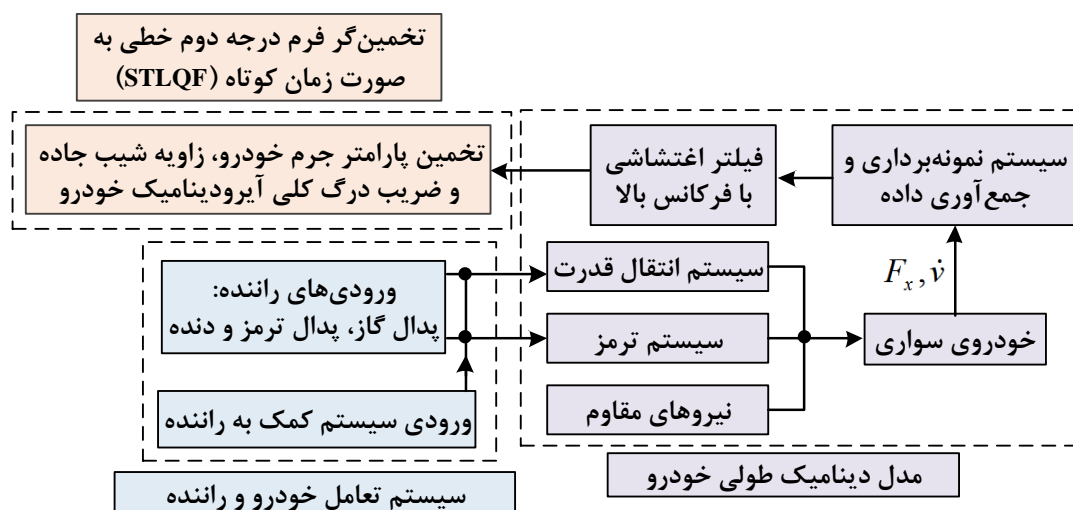 تخمین‌گر فرم درجه دوم خطی به
صورت زمان کوتاه (STLQF)
تخمین پارامتر جرم خودرو، زاویه شیب جاده
و ضریب درگ کلی آیرودینامیک خودرو
فیلتر اغتشاشی
با فرکانس بالا
سیستم نمونه‌برداری و
جمع‌آوری داده
ورودی‌های راننده:
پدال گاز، پدال ترمز و دنده
ورودی سیستم کمک به راننده
سیستم تعامل خودرو و راننده
سیستم انتقال قدرت
سیستم ترمز
نیروهای مقاوم
F_x, v̇
خودروی سواری
مدل دینامیک طولی خودرو